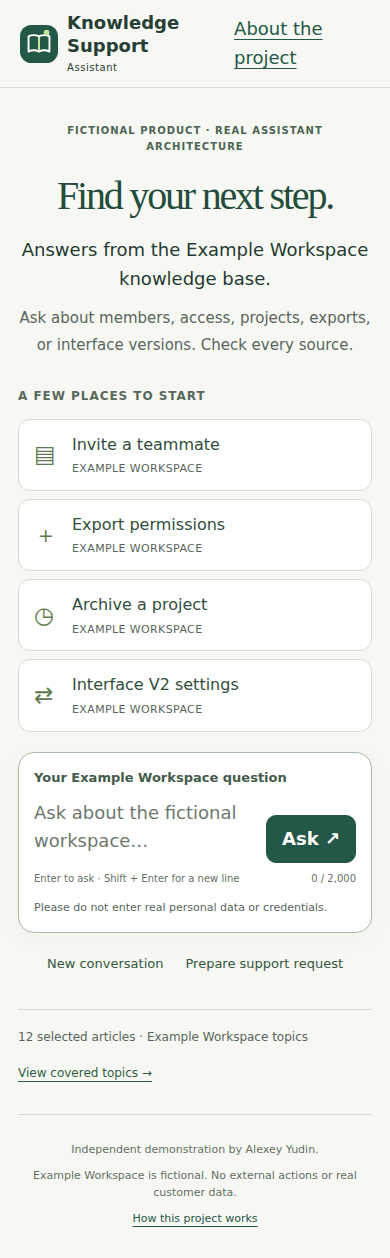 Knowledge
Support
Assistant
About the
project
FICTIONAL PRODUCT · REAL ASSISTANT
ARCHITECTURE
Find your next step.
Answers from the Example Workspace
knowledge base.
Ask about members, access, projects, exports,
or interface versions. Check every source.
A FEW PLACES TO START
Invite a teammate
EXAMPLE WORKSPACE
Export permissions
EXAMPLE WORKSPACE
Archive a project
EXAMPLE WORKSPACE
Interface V2 settings
EXAMPLE WORKSPACE
Your Example Workspace question
Ask about the fictional
workspace…
Ask ↗
Enter to ask · Shift + Enter for a new line
0 / 2,000
Please do not enter real personal data or credentials.
New conversation
Prepare support request
12 selected articles · Example Workspace topics
View covered topics →
Independent demonstration by Alexey Yudin.
Example Workspace is fictional. No external actions or real
customer data.
How this project works